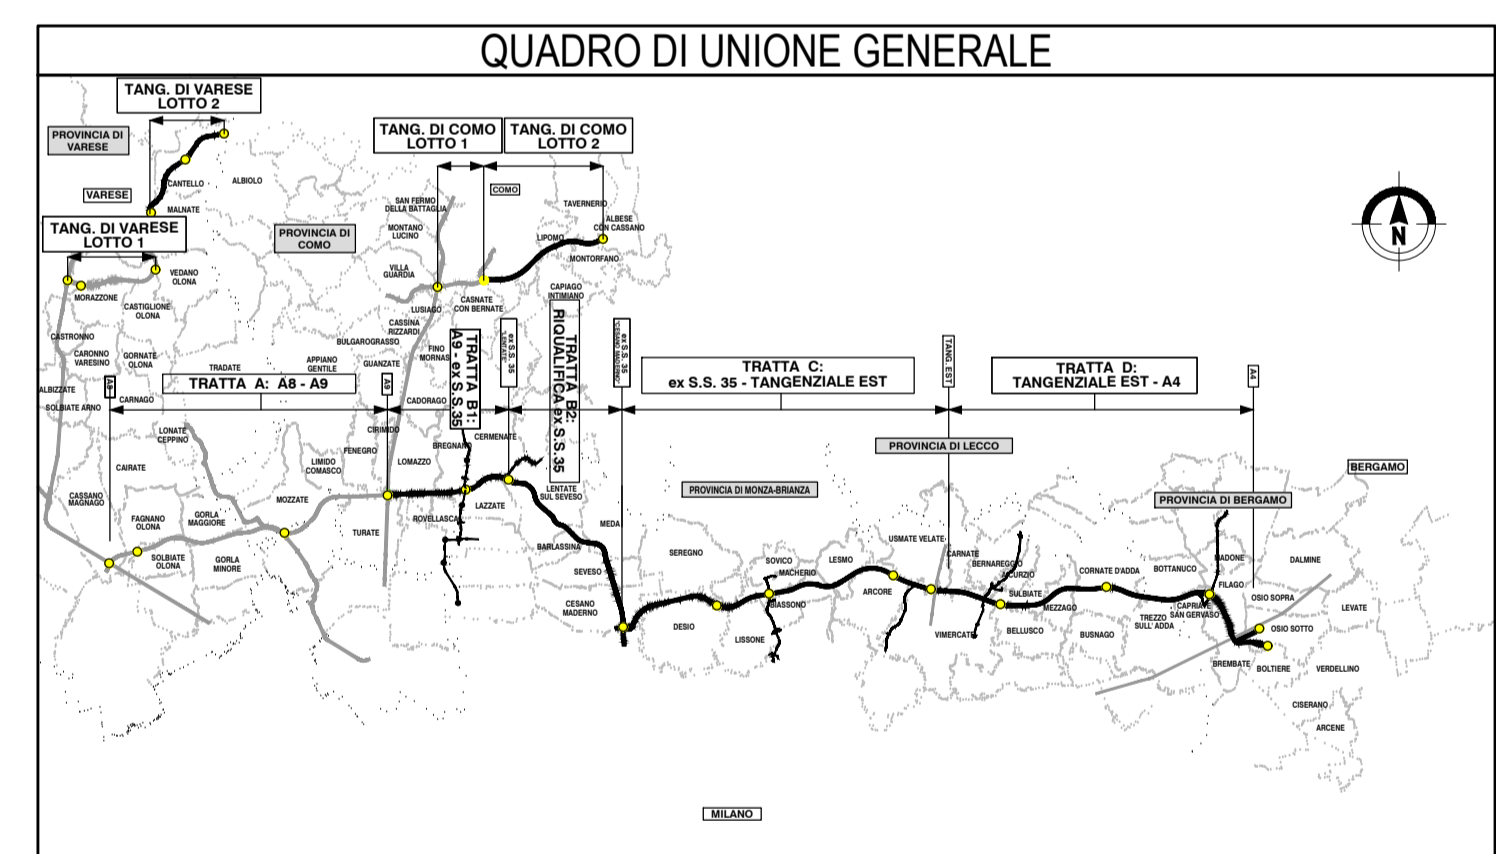 QUADRO DI UNIONE GENERALE
TANG. DI VARESE
LOTTO 2
PROVINCIA DI
VARESE
CANTELLO
ALBIOLO
VARESE
MALNATE
TANG. DI VARESE
LOTTO 1
PROVINCIA DI
COMO
VEDANO
OLONA
MORAZZONE
CASTIGLIONE
OLONA
TANG. DI COMO
LOTTO 1
TANG. DI COMO
LOTTO 2
COMO
SAN FERMO
DELLA BATTAGLIA
TAVERNERIO
ALBESE
CON CASSANO
MONTANO
LUCINO
LIPOMO
MONTORFANO
VILLA
GUARDIA
CAPIAGO
INTIMIANO
CASNATE
CON BERNATE
LUSIAGO
CASSINA
RIZZARDI
BULGAROGRASSO
FINO
MORNAS
GUANZATE
APPIANO
GENTILE
TRADATE
CASTRONNO
CARONNO
VARESINO
GORNATE
OLONA
ALBIZZATE
SOLBIATE ARNO
CARNAGO
A8
TRATTA A: A8 - A9
A9
TRATTA B1:
A9 - ex S.S.35
ex S.S. 35
"LENTATE"
TRATTA B2:
RIQUALIFICA ex S.S.35
ex S.S. 35
"CESANO MADERNO"
TRATTA C:
ex S.S. 35 - TANGENZIALE EST
TANG. EST
TRATTA D:
TANGENZIALE EST - A4
A4
N
CADORAGO
CIRIMIDO
FENEGRO
LOMAZZO
BREGNANO
CERMENATE
LONATE
CEPPINO
CAIRATE
LIMIDO
COMASCO
MOZZATE
CASSANO
MAGNAGO
FAGNANO
OLONA
GORLA
MAGGIORE
SOLBIATE
OLONA
GORLA
MINORE
TURATE
ROVELLASCA
LAZZATE
LENTATE
SUL SEVESO
MEDA
BARLASSINA
SEVESO
CESANO
MADERNO
PROVINCIA DI MONZA-BRIANZA
PROVINCIA DI LECCO
BERGAMO
PROVINCIA DI BERGAMO
SEREGNO
DESIO
SOVICO
MACHERIO
BIASSONO
LISSONE
LESMO
ARCORE
USMATE VELATE
CARNATE
BERNAREGGIO
VIMERCATE
SULBIATE
MEZZAGO
BELLUSCO
CORNATE D'ADDA
BUSNAGO
BOTTANUCO
TREZZO
SULL' ADDA
CAPRIATE
SAN GERVASO
MADONE
FILAGO
DALMINE
OSIO SOPRA
OSIO SOTTO
LEVATE
BREMBATE
BOLTIERE
VERDELLINO
CISERANO
ARCENE
MILANO